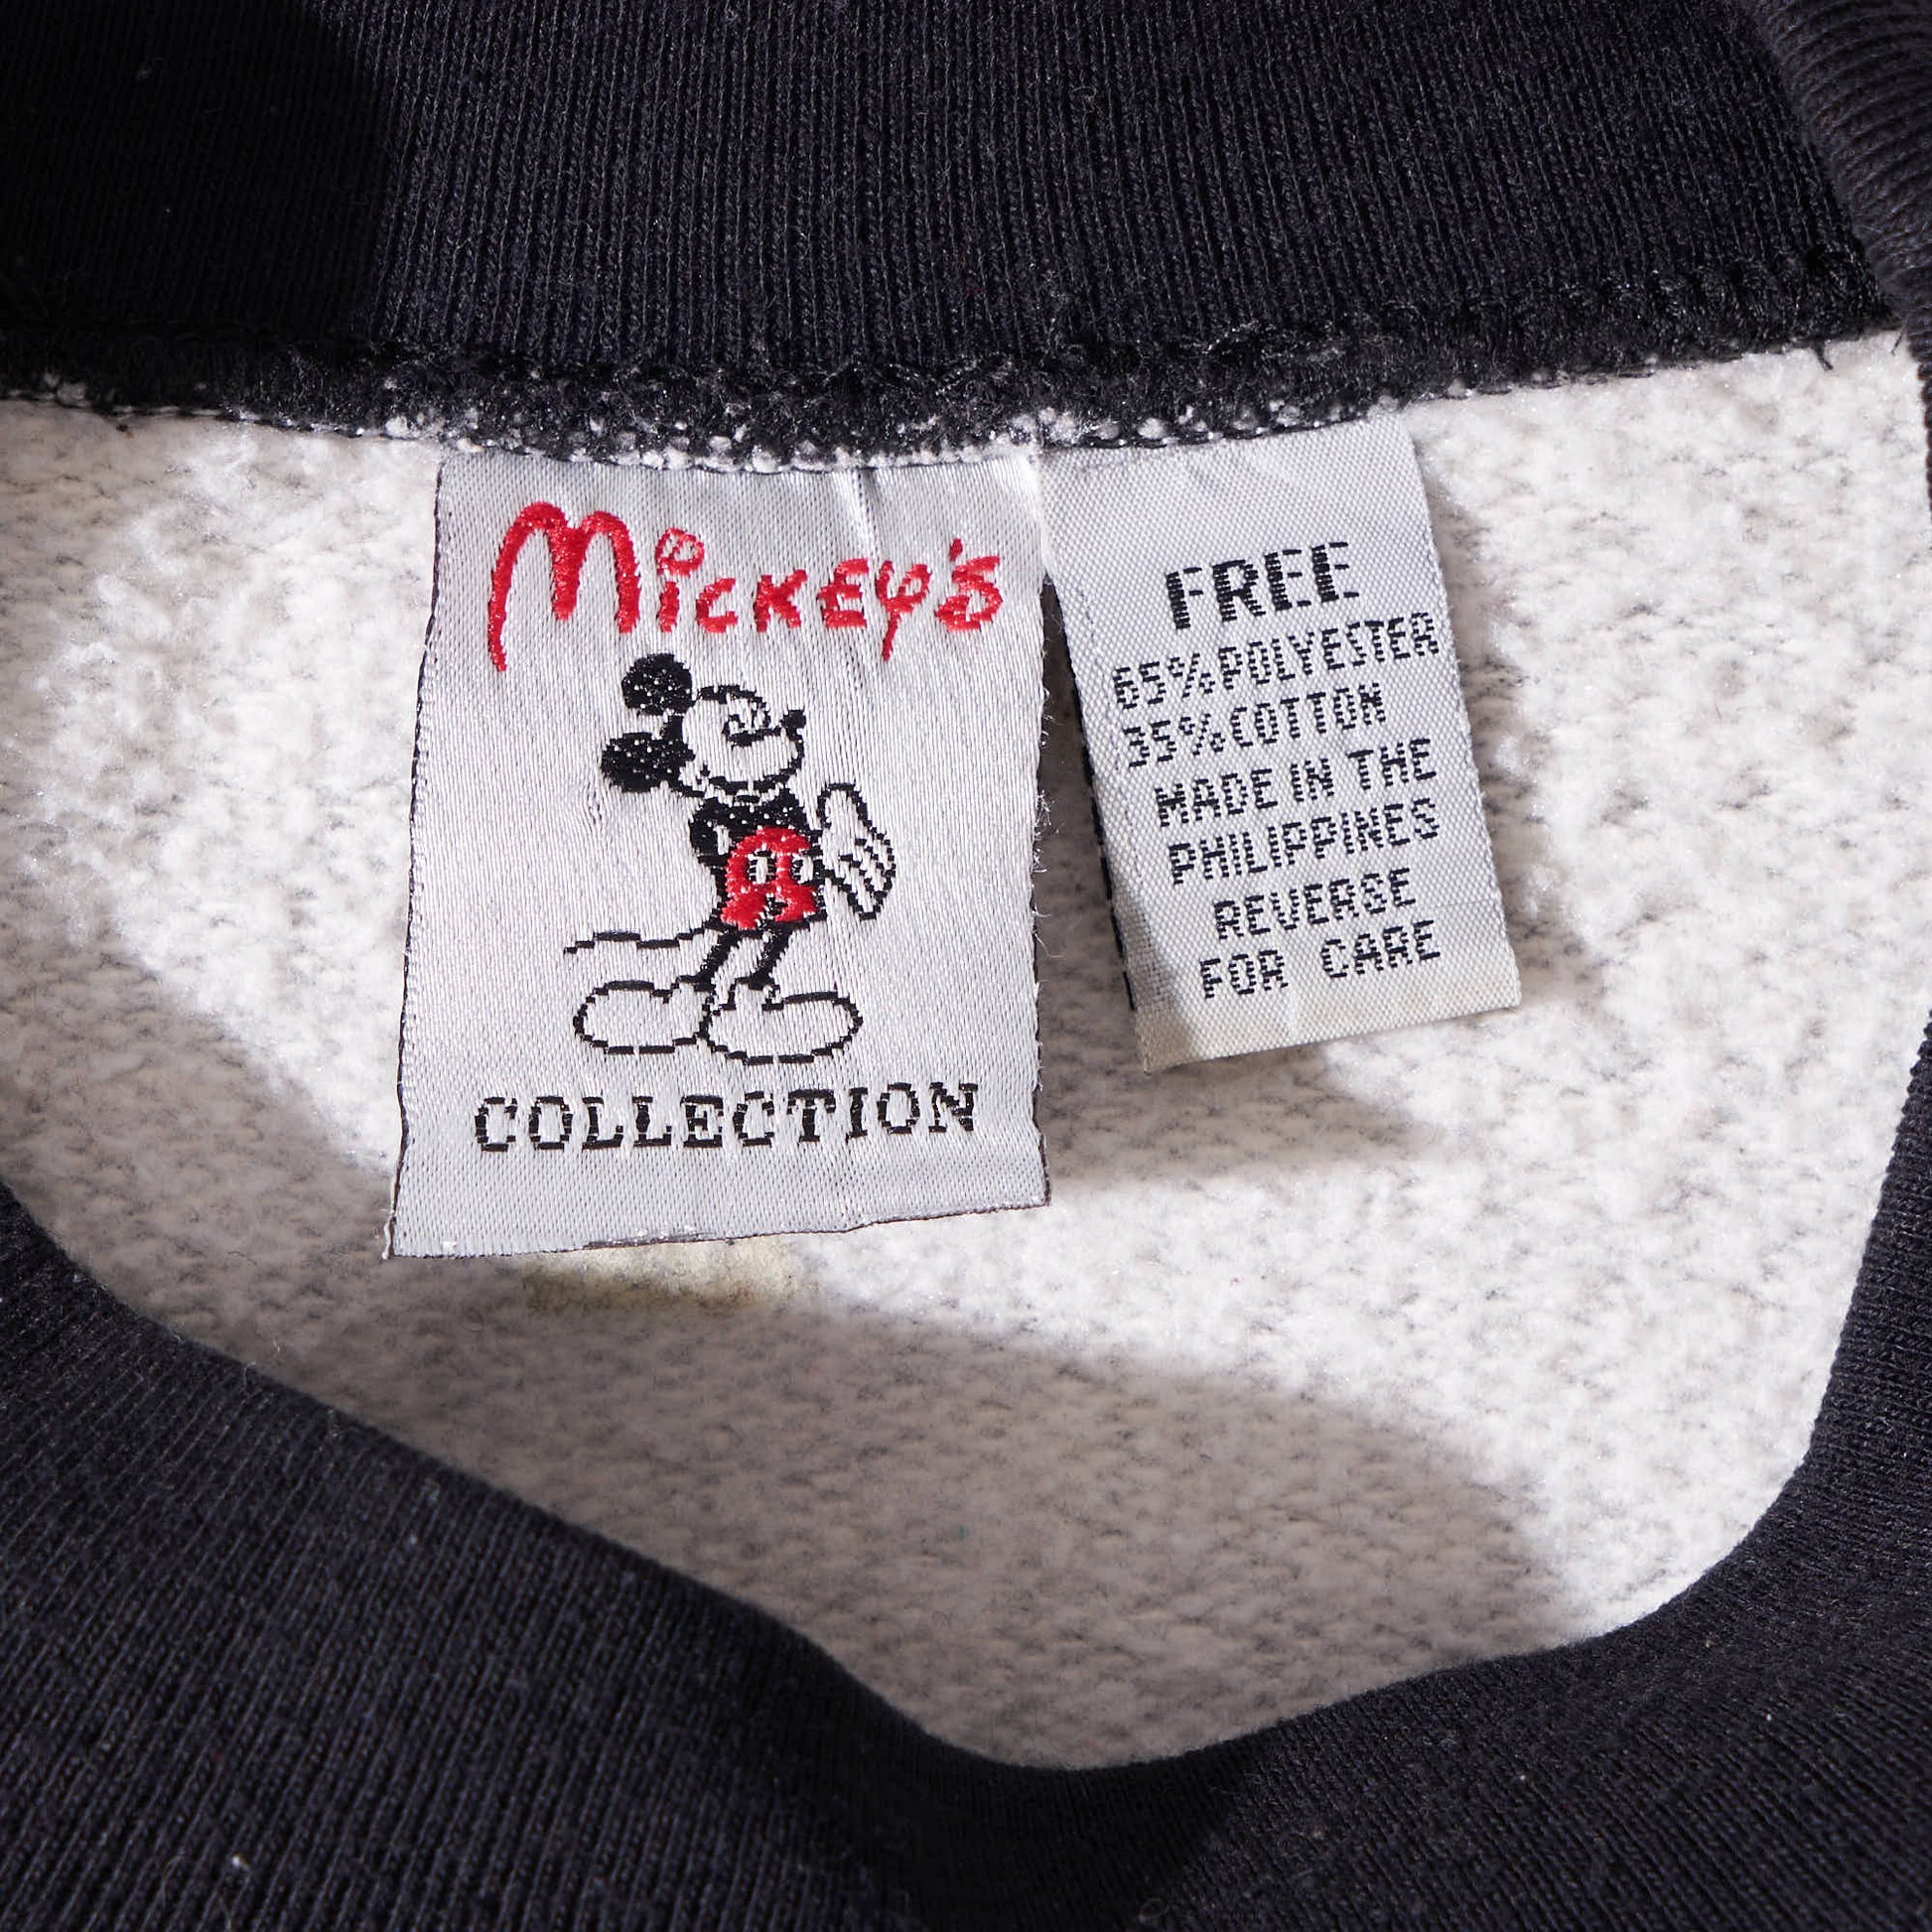 Mickey's
COLLECTION
FREE
65% POLYESTER
35% COTTON
MADE IN THE
PHILIPPINES
REVERSE
FOR CARE